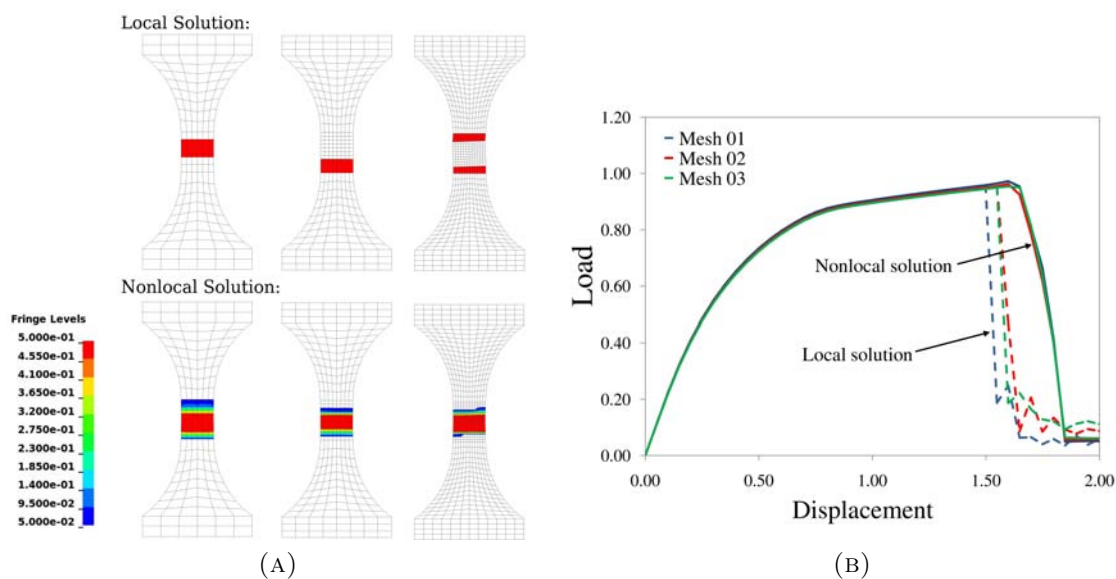 Local Solution:
Nonlocal Solution:
Fringe Levels
5.000e-01
4.550e-01
4.100e-01
3.650e-01
3.200e-01
2.750e-01
2.300e-01
1.850e-01
1.400e-01
9.500e-02
5.000e-02
(A)
1.20
1.00
0.80
0.60
0.40
0.20
0.00
Load
Mesh 01
Mesh 02
Mesh 03
Nonlocal solution
Local solution
0.00 0.50 1.00 1.50 2.00
Displacement
(B)